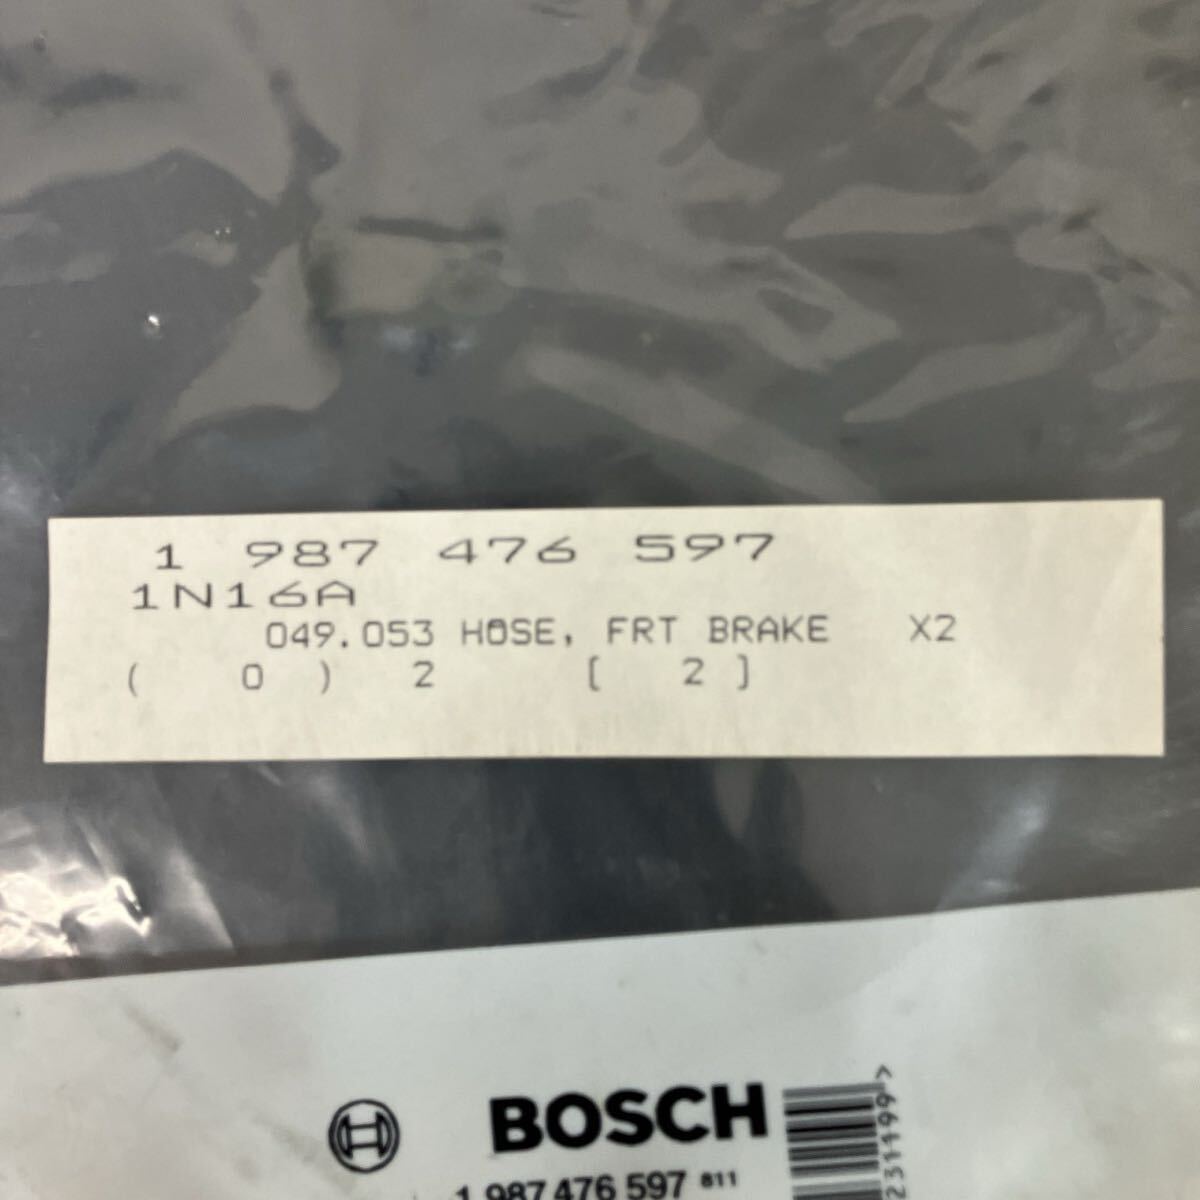 1 987 476 597
1N16A
049.053 HOSE, FRT BRAKE X2
( 0 ) 2 [ 2 ]
BOSCH
1 987 476 597 811
231199>